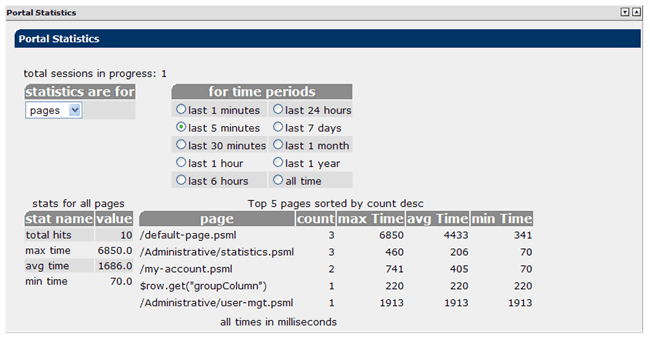 Portal Statistics
Portal Statistics
total sessions in progress: 1
statistics are for
pages
for time periods
last 1 minutes last 24 hours
last 5 minutes last 7 days
last 30 minutes last 1 month
last 1 hour last 1 year
last 6 hours all time
stats for all pages
stat name value
total hits 10
max time 6850.0
avg time 1686.0
min time 70.0
Top 5 pages sorted by count desc
page count max Time avg Time min Time
/default-page.psml 3 6850 4433 341
/Administrative/statistics.psml 3 460 206 70
/my-account.psml 2 741 405 70
$row.get("groupColumn") 1 220 220 220
/Administrative/user-mgt.psml 1 1913 1913 1913
all times in milliseconds